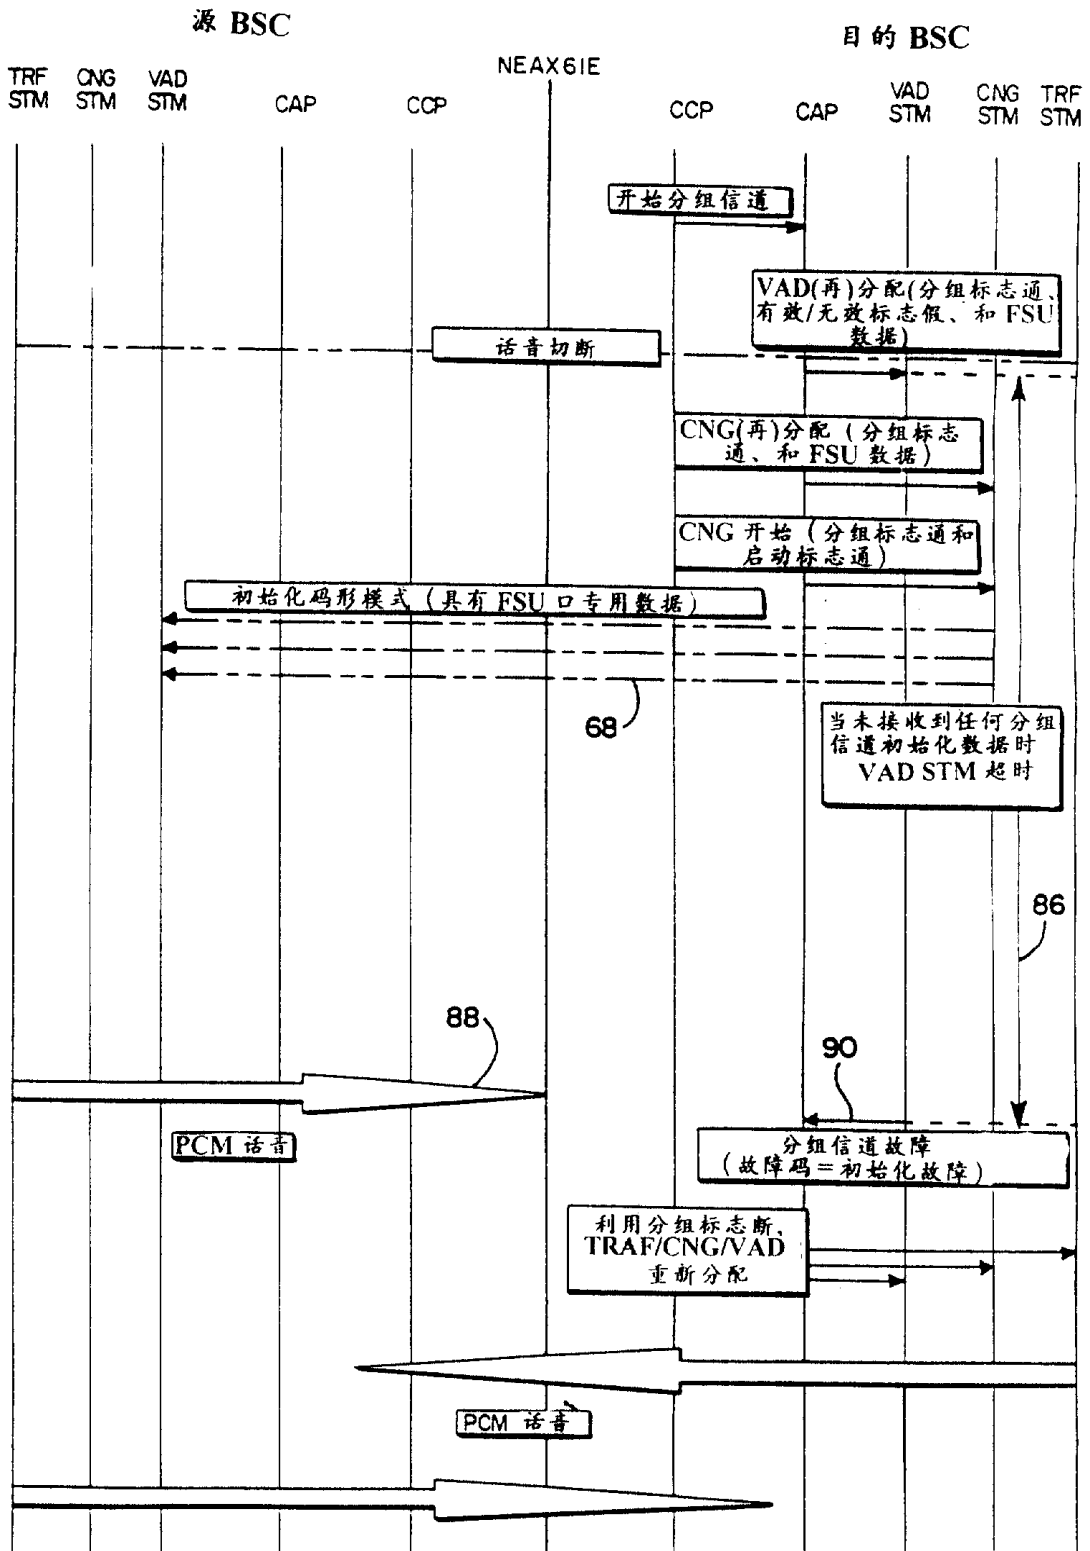 源 BSC
目的 BSC
TRF
STM
CNG
STM
VAD
STM
CAP
CCP
NEAX61E
CCP
CAP
VAD
STM
CNG
STM
TRF
STM
开始分组信道
VAD(再)分配(分组标志通、
有效/无效标志假、和 FSU
数据)
话音切断
CNG(再)分配（分组标志
通、和 FSU 数据）
CNG 开始（分组标志通和
启动标志通）
初始化码形模式（具有 FSU 口专用数据）
68
当未接收到任何分组
信道初始化数据时
VAD STM 超时
86
88
90
PCM 话音
分组信道故障
（故障码＝初始化故障）
利用分组标志断,
TRAF/CNG/VAD
重新分配
PCM 话音